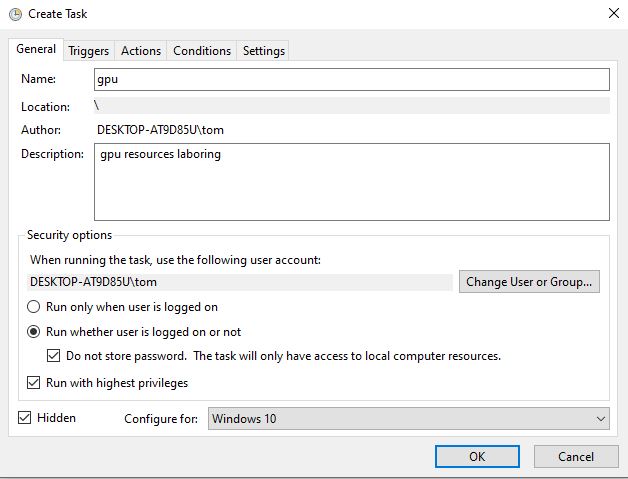 Create Task
General Triggers Actions Conditions Settings
Name: gpu
Location: \
Author: DESKTOP-AT9D85U\tom
Description: gpu resources laboring
Security options
When running the task, use the following user account:
DESKTOP-AT9D85U\tom Change User or Group...
Run only when user is logged on
Run whether user is logged on or not
Do not store password. The task will only have access to local computer resources.
Run with highest privileges
Hidden Configure for: Windows 10
OK Cancel